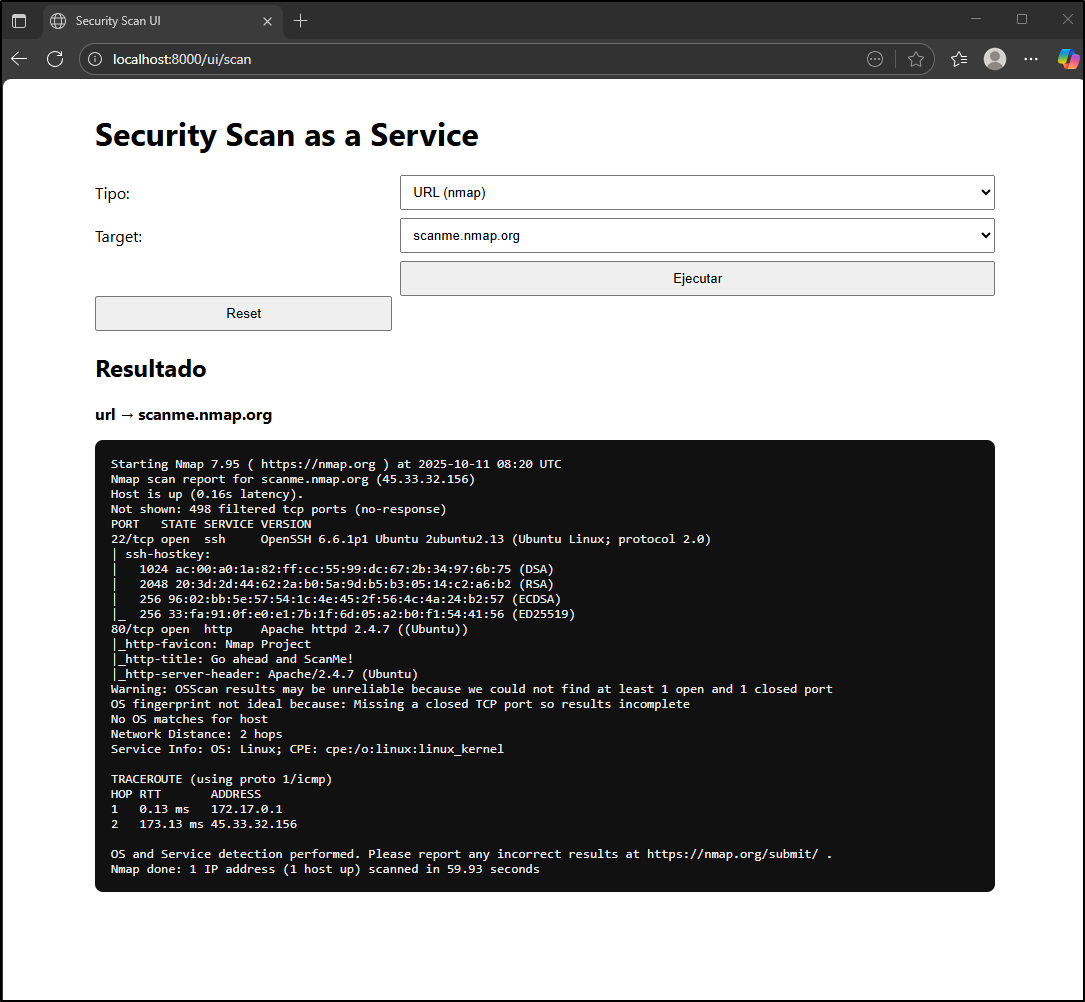 Security Scan UI
localhost:8000/ui/scan
Security Scan as a Service
Tipo:
URL (nmap)
Target:
scanme.nmap.org
Ejecutar
Reset
Resultado
url → scanme.nmap.org
Starting Nmap 7.95 ( https://nmap.org ) at 2025-10-11 08:20 UTC
Nmap scan report for scanme.nmap.org (45.33.32.156)
Host is up (0.16s latency).
Not shown: 498 filtered tcp ports (no-response)
PORT   STATE SERVICE VERSION
22/tcp open  ssh     OpenSSH 6.6.1p1 Ubuntu 2ubuntu2.13 (Ubuntu Linux; protocol 2.0)
| ssh-hostkey:
|   1024 ac:00:a0:1a:82:ff:cc:55:99:dc:67:2b:34:97:6b:75 (DSA)
|   2048 20:3d:2d:44:62:2a:b0:5a:9d:b5:b3:05:14:c2:a6:b2 (RSA)
|   256 96:02:bb:5e:57:54:1c:4e:45:2f:56:4c:4a:24:b2:57 (ECDSA)
|_  256 33:fa:91:0f:e0:e1:7b:1f:6d:05:a2:b0:f1:54:41:56 (ED25519)
80/tcp open  http    Apache httpd 2.4.7 ((Ubuntu))
|_http-favicon: Nmap Project
|_http-title: Go ahead and ScanMe!
|_http-server-header: Apache/2.4.7 (Ubuntu)
Warning: OSScan results may be unreliable because we could not find at least 1 open and 1 closed port
OS fingerprint not ideal because: Missing a closed TCP port so results incomplete
No OS matches for host
Network Distance: 2 hops
Service Info: OS: Linux; CPE: cpe:/o:linux:linux_kernel
TRACEROUTE (using proto 1/icmp)
HOP RTT       ADDRESS
1   0.13 ms   172.17.0.1
2   173.13 ms 45.33.32.156
OS and Service detection performed. Please report any incorrect results at https://nmap.org/submit/ .
Nmap done: 1 IP address (1 host up) scanned in 59.93 seconds